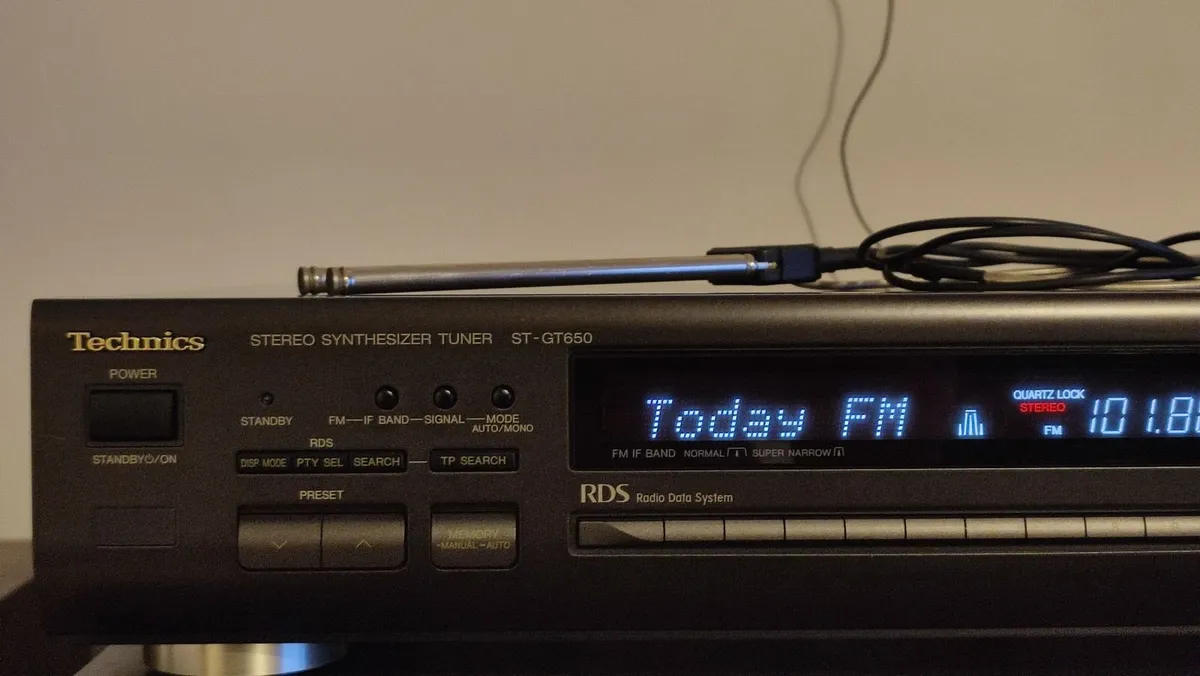 Technics
STEREO SYNTHESIZER TUNER ST-GT650
POWER
STANDBY⏻/ON
STANDBY
FM—IF BAND—SIGNAL—MODE
AUTO/MONO
RDS
DISP MODE PTY SEL SEARCH — TP SEARCH
PRESET
MEMORY
-MANUAL-AUTO
Today FM
QUARTZ LOCK
STEREO
FM
101.8
FM IF BAND NORMAL SUPER NARROW
RDS Radio Data System